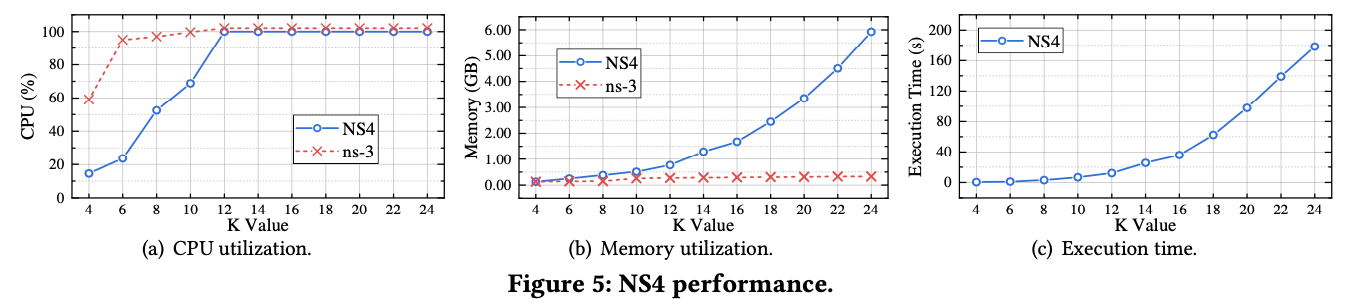 100
80
60
40
20
0
CPU (%)
NS4
ns-3
4 6 8 10 12 14 16 18 20 22 24
K Value
(a) CPU utilization.
6.00
5.00
4.00
3.00
2.00
1.00
0.00
Memory (GB)
NS4
ns-3
4 6 8 10 12 14 16 18 20 22 24
K Value
(b) Memory utilization.
200
160
120
80
40
0
Execution Time (s)
NS4
4 6 8 10 12 14 16 18 20 22 24
K Value
(c) Execution time.
Figure 5: NS4 performance.